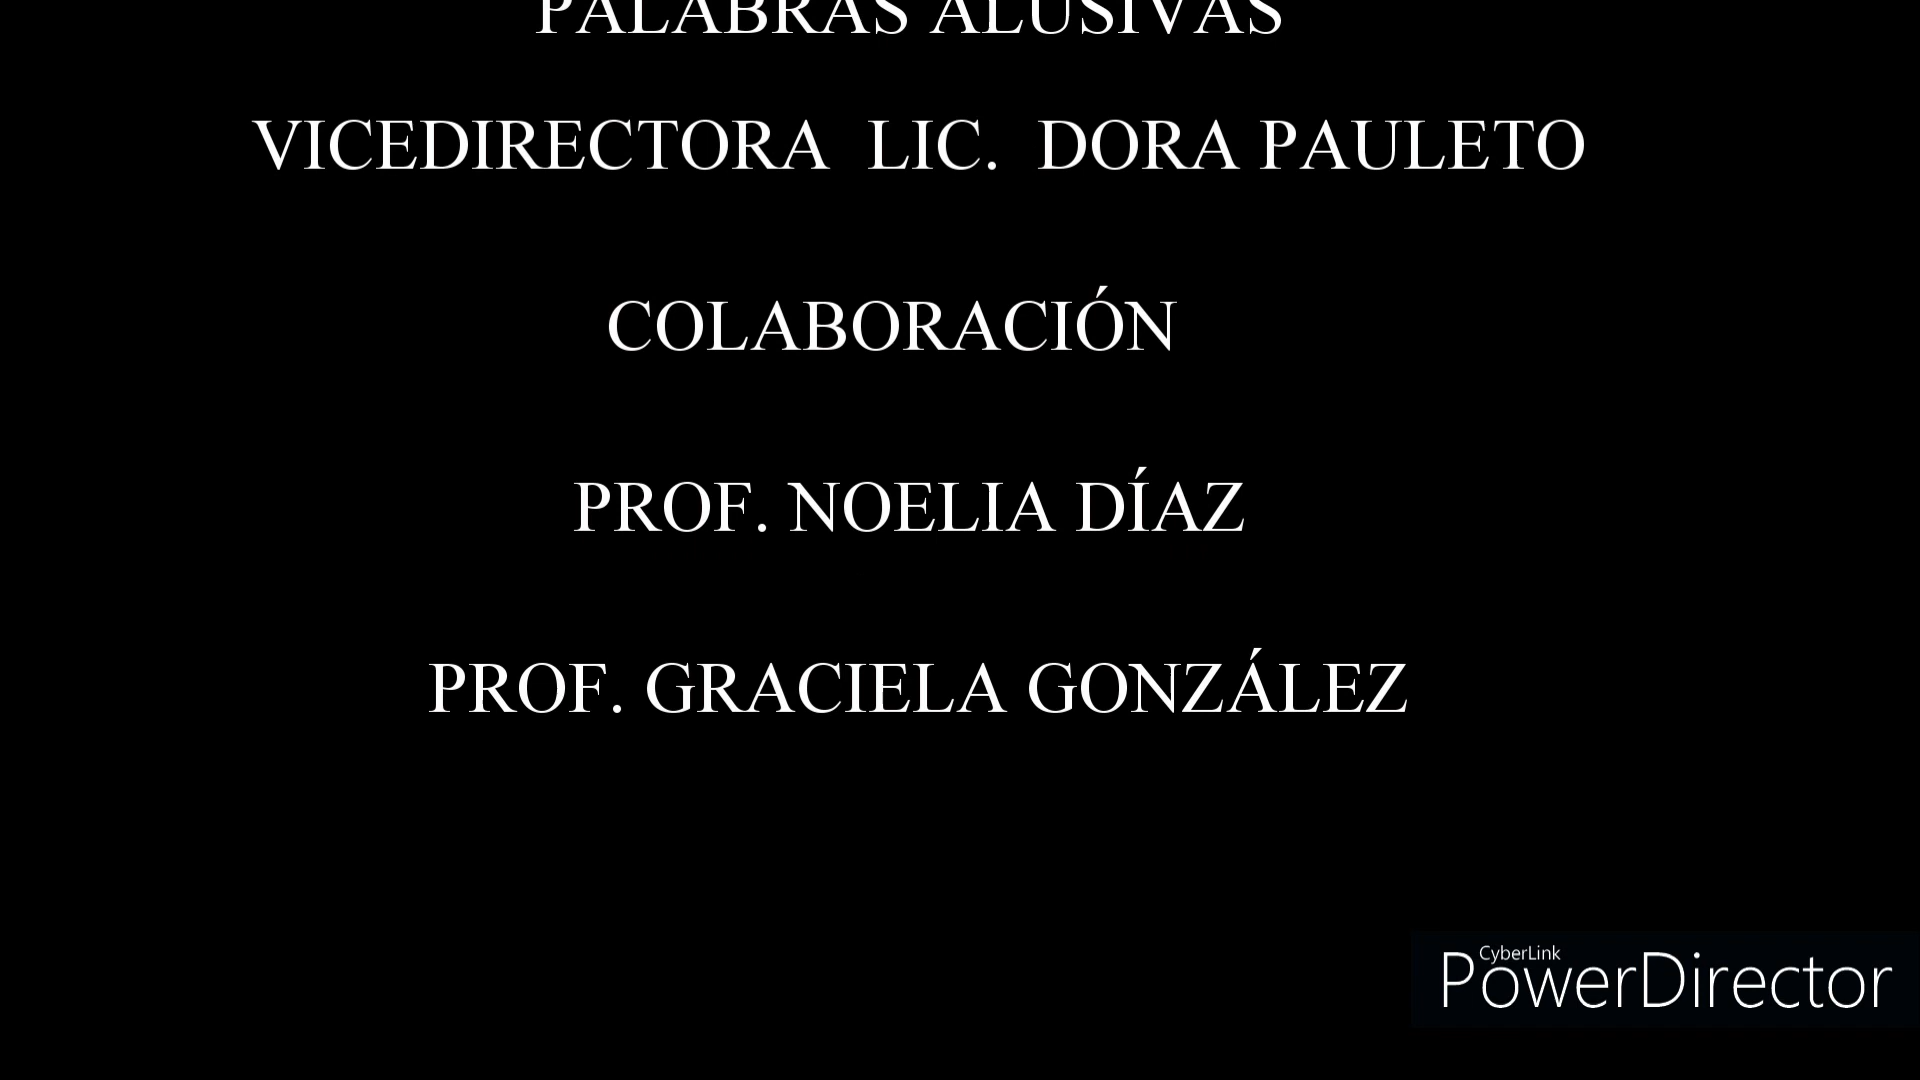 PALABRAS ALUSIVAS
VICEDIRECTORA LIC. DORA PAULETO
COLABORACIÓN
PROF. NOELIA DÍAZ
PROF. GRACIELA GONZÁLEZ
CyberLink
PowerDirector